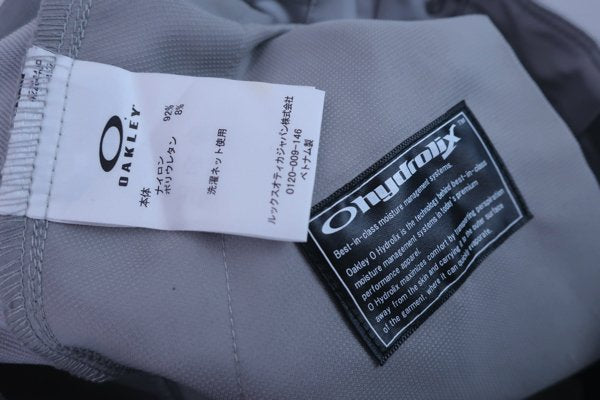 OAKLEY
本体
ナイロン 92%
ポリウレタン 8%
洗濯ネット使用
ルックスオティカジャパン株式会社
0120-009-146
ベトナム製
O hydrolix
Best-in-class moisture management systems.
Oakley O Hydrolix is the technology behind best-in-class
moisture management systems in today's premium
performance apparel.
O Hydrolix maximizes comfort by transferring perspiration
away from the skin and carrying it to the outer surface
of the garment, where it can quickly evaporate.